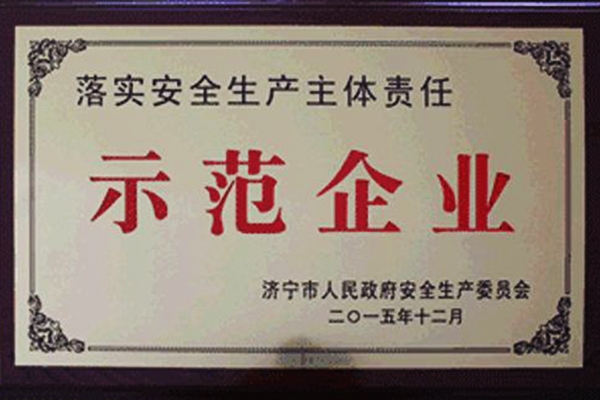 落实安全生产主体责任
示范企业
济宁市人民政府安全生产委员会
二〇一五年十二月